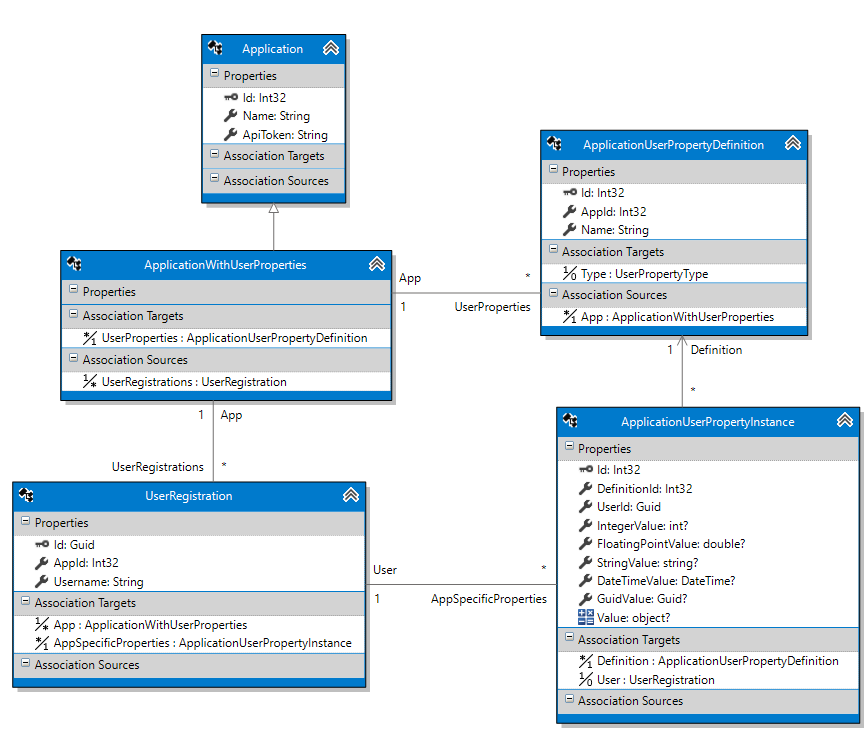 Application
Properties
Id: Int32
Name: String
ApiToken: String
Association Targets
Association Sources
ApplicationUserPropertyDefinition
Properties
Id: Int32
AppId: Int32
Name: String
Association Targets
1/0 Type : UserPropertyType
Association Sources
*/1 App : ApplicationWithUserProperties
ApplicationWithUserProperties
Properties
Association Targets
*/1 UserProperties : ApplicationUserPropertyDefinition
Association Sources
1/* UserRegistrations : UserRegistration
App *
1 UserProperties
1 Definition
*
1 App
UserRegistrations *
ApplicationUserPropertyInstance
Properties
Id: Int32
DefinitionId: Int32
UserId: Guid
IntegerValue: int?
FloatingPointValue: double?
StringValue: string?
DateTimeValue: DateTime?
GuidValue: Guid?
Value: object?
Association Targets
*/1 Definition : ApplicationUserPropertyDefinition
1/0 User : UserRegistration
Association Sources
UserRegistration
Properties
Id: Guid
AppId: Int32
Username: String
Association Targets
1/* App : ApplicationWithUserProperties
*/1 AppSpecificProperties : ApplicationUserPropertyInstance
Association Sources
User *
1 AppSpecificProperties